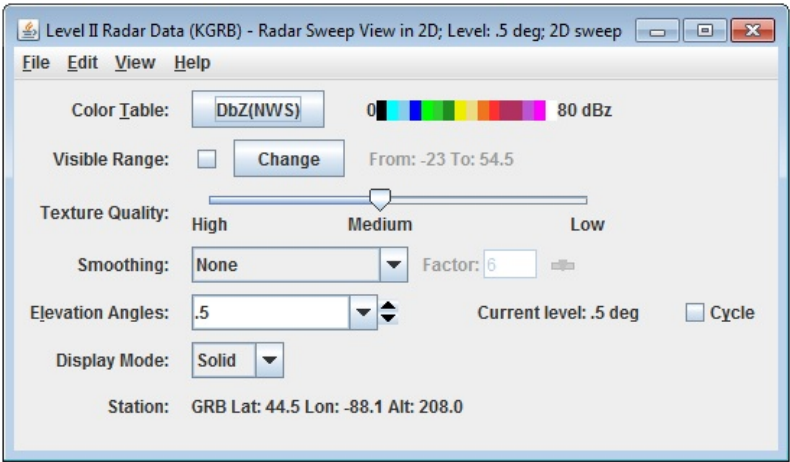 Level II Radar Data (KGRB) - Radar Sweep View in 2D; Level: .5 deg; 2D sweep
File Edit View Help
Color Table: DbZ(NWS) 0 80 dBz
Visible Range: Change From: -23 To: 54.5
Texture Quality:
High Medium Low
Smoothing: None Factor: 6
Elevation Angles: .5 Current level: .5 deg Cycle
Display Mode: Solid
Station: GRB Lat: 44.5 Lon: -88.1 Alt: 208.0